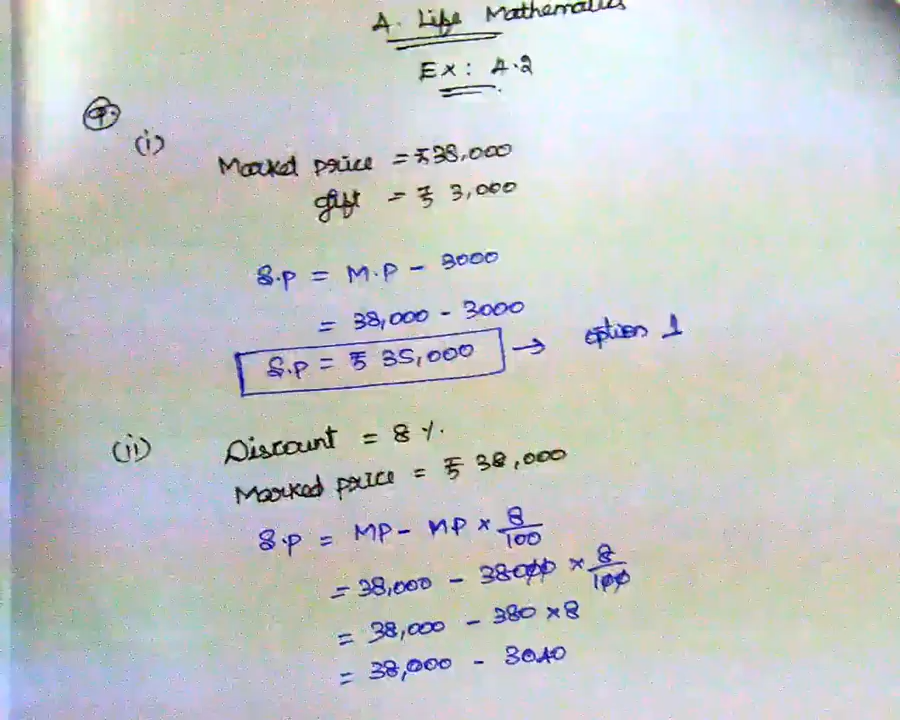 4. Life Mathematics
Ex: 4.2
9.
(i)
Marked price = ₹38,000
gift = ₹ 3,000
S.P = M.P - 3000
= 38,000 - 3000
S.P = ₹ 35,000 → option 1
(ii) Discount = 8 %.
Marked price = ₹ 38,000
S.P = MP - MP × 8/100
= 38,000 - 38000 × 8/100
= 38,000 - 380 × 8
= 38,000 - 3040